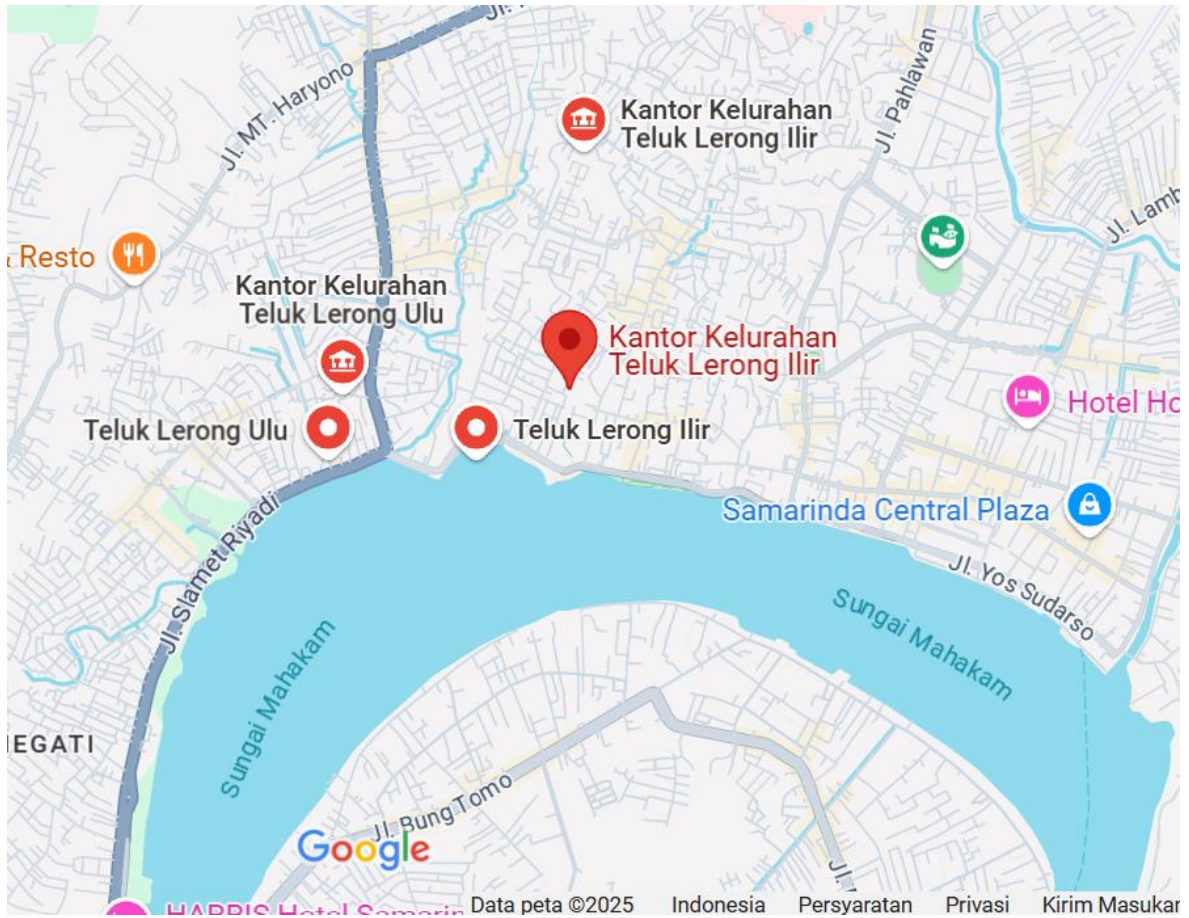 Jl. MT. Haryono
Kantor Kelurahan
Teluk Lerong Ilir
Jl. Pahlawan
Jl. Lamb
Resto
Kantor Kelurahan
Teluk Lerong Ulu
Kantor Kelurahan
Teluk Lerong Ilir
Hotel Ho
Teluk Lerong Ulu
Teluk Lerong Ilir
Samarinda Central Plaza
Jl. Slamet Riyadi
Jl. Yos Sudarso
Sungai Mahakam
Sungai Mahakam
EGATI
Jl. Bung Tomo
Google
HARRIS Hotel Samarin
Data peta ©2025 Indonesia Persyaratan Privasi Kirim Masukan